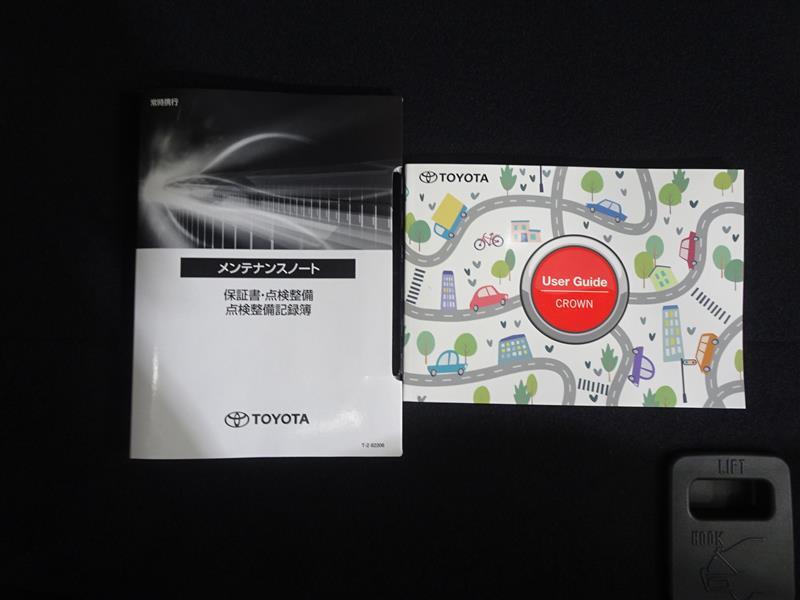 常時携行
メンテナンスノート
保証書・点検整備
点検整備記録簿
TOYOTA
T-2 62206
TOYOTA
User Guide
CROWN
LIFT
HOOK